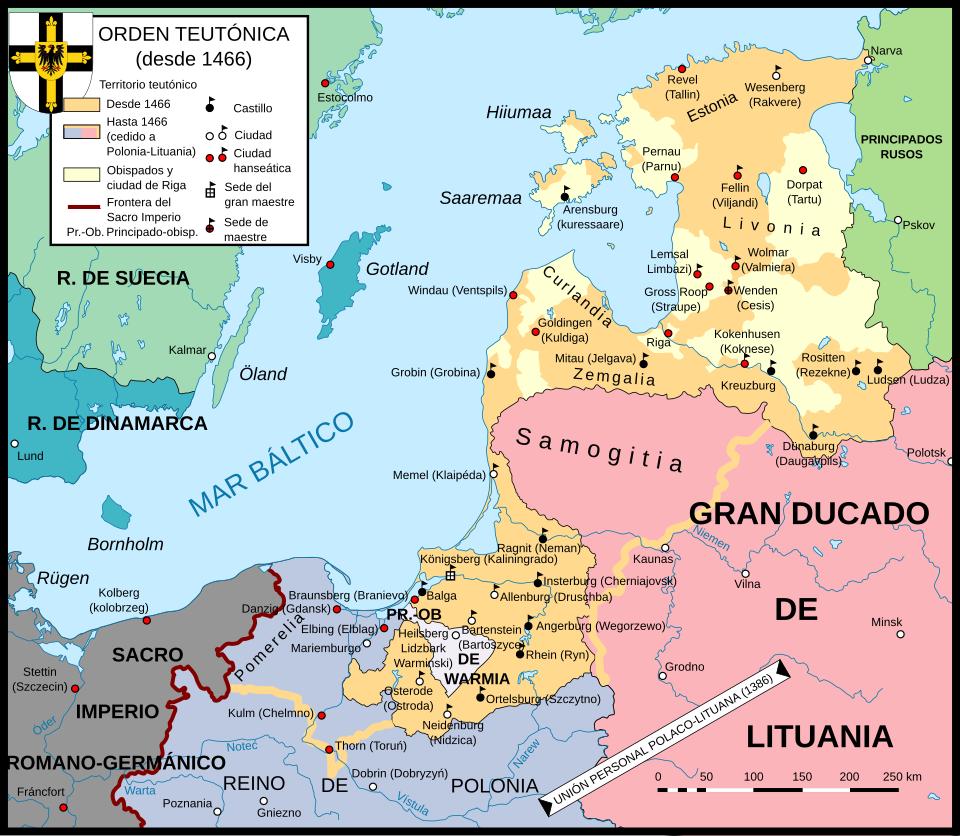 ORDEN TEUTÓNICA
(desde 1466)
Territorio teutónico
Desde 1466
Hasta 1466
(cedido a
Polonia-Lituania)
Obispados y
ciudad de Riga
Frontera del
Sacro Imperio
Pr.-Ob. Principado-obisp.
Castillo
Ciudad
Ciudad
hanseática
Sede del
gran maestre
Sede de
maestre
Estocolmo
Hiiumaa
Saaremaa
Arensburg
(kuressaare)
Revel
(Tallin)
Estonia
Wesenberg
(Rakvere)
Narva
PRINCIPADOS
RUSOS
Pernau
(Parnu)
Fellin
(Viljandi)
Dorpat
(Tartu)
Livonia
Pskov
Visby
Gotland
R. DE SUECIA
Windau (Ventspils)
Curlandia
Lemsal
Limbazi)
Wolmar
(Valmiera)
Gross Roop
(Straupe)
Wenden
(Cesis)
Goldingen
(Kuldiga)
Riga
Kokenhusen
(Koknese)
Kalmar
Öland
Grobin (Grobina)
Mitau (Jelgava)
Zemgalia
Kreuzburg
Rositten
(Rezekne)
Ludsen (Ludza)
R. DE DINAMARCA
Lund
MAR BÁLTICO
Samogitia
Dünaburg
(Daugavpils)
Polotsk
Memel (Klaipéda)
GRAN DUCADO
DE
LITUANIA
Bornholm
Ragnit (Neman)
Niemen
Kaunas
Königsberg (Kaliningrado)
Rügen
Kolberg
(kolobrzeg)
Braunsberg (Branievo)
Balga
Insterburg (Cherniajovsk)
Allenburg (Druschba)
Vilna
Danzig (Gdansk)
PR.-OB
DE
WARMIA
Elbing (Elblag)
Heilsberg
Lidzbark
Warminski)
Bartenstein
(Bartoszyce)
Angerburg (Wegorzewo)
Minsk
Mariemburgo
Pomerelia
Rhein (Ryn)
SACRO
IMPERIO
ROMANO-GERMÁNICO
Stettin
(Szczecin)
Grodno
Osterode
(Ostroda)
Ortelsburg (Szczytno)
Oder
Kulm (Chelmno)
Neidenburg
(Nidzica)
Noteć
Thorn (Toruń)
Narew
UNIÓN PERSONAL POLACO-LITUANA (1386)
Dobrin (Dobryzyń)
REINO
DE
POLONIA
Warta
Fráncfort
Poznania
Gniezno
Vístula
0 50 100 150 200 250 km